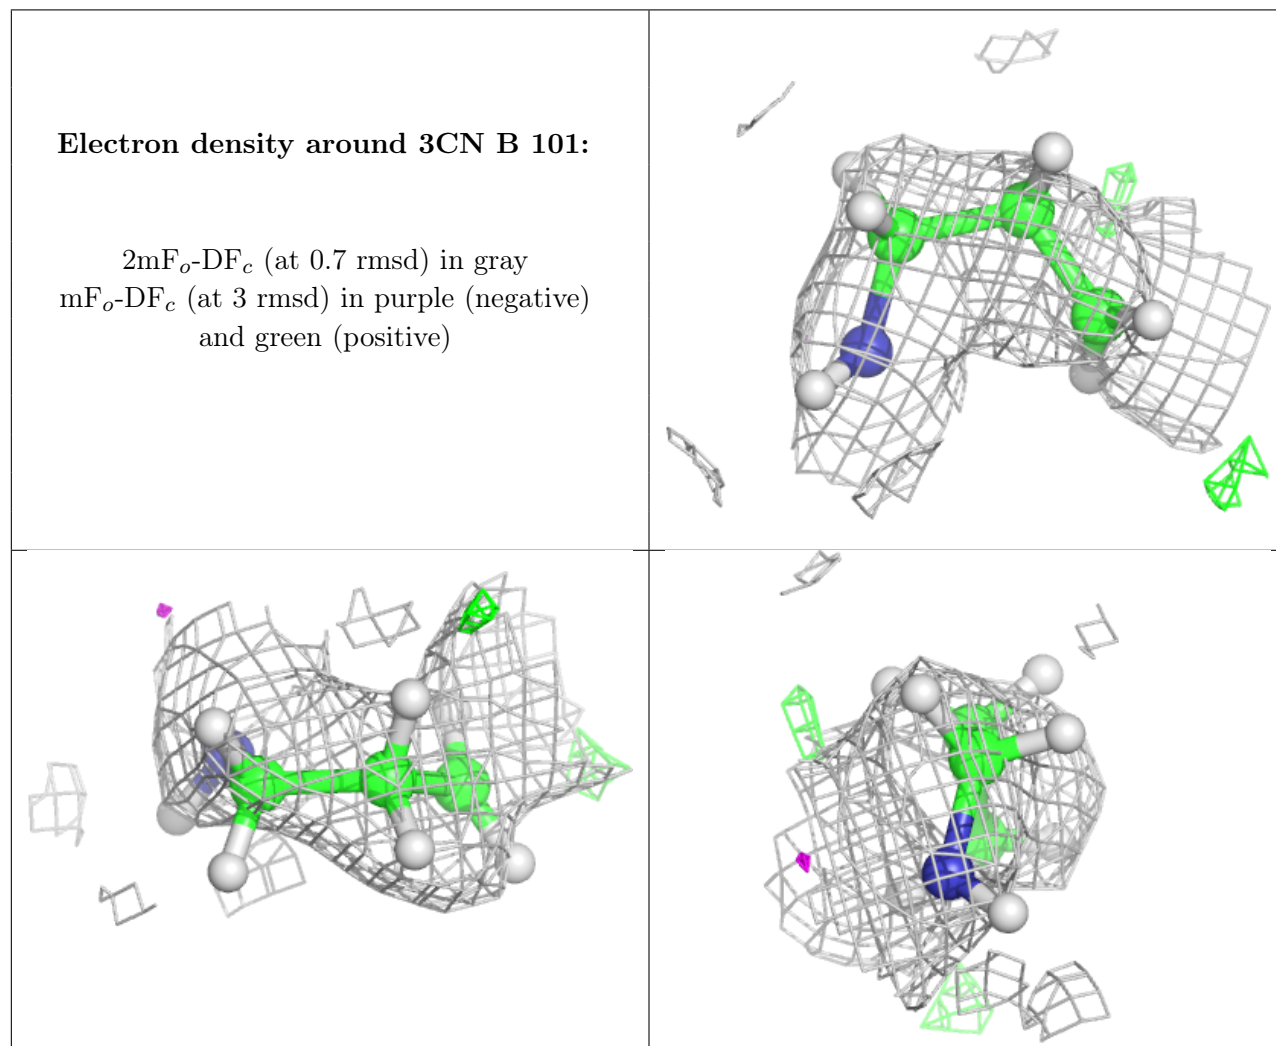 Electron density around 3CN B 101:
2mFo-DFc (at 0.7 rmsd) in gray
mFo-DFc (at 3 rmsd) in purple (negative)
and green (positive)